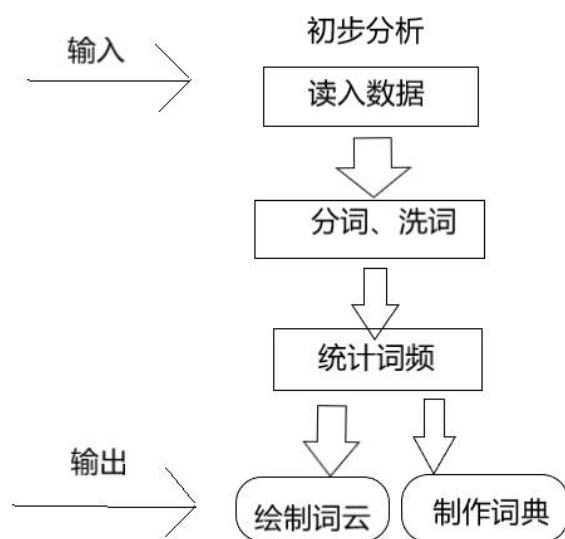 初步分析
输入
读入数据
分词、洗词
统计词频
输出
绘制词云
制作词典